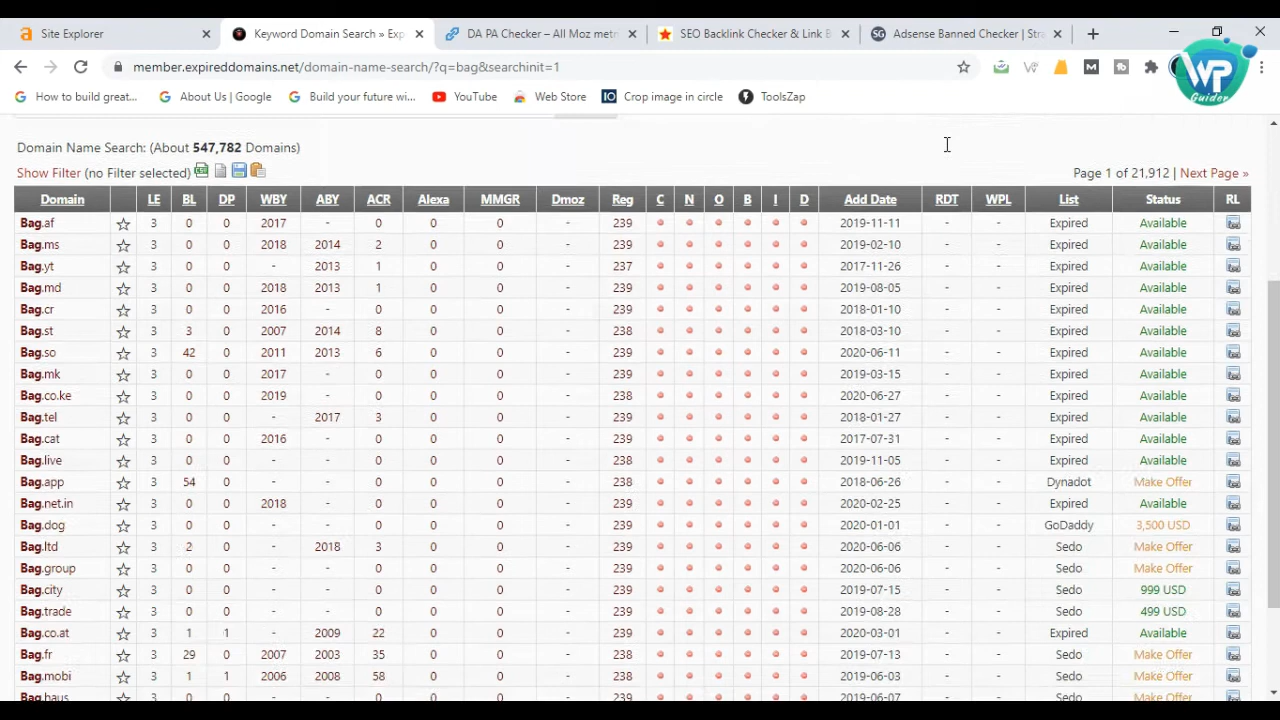 Site Explorer × Keyword Domain Search » Exp × DA PA Checker – All Moz metr × SEO Backlink Checker & Link B × Adsense Banned Checker | Stra ×
member.expireddomains.net/domain-name-search/?q=bag&searchinit=1
How to build great... About Us | Google Build your future wi... YouTube Web Store IO Crop image in circle ToolsZap
WP
Guider
Domain Name Search: (About 547,782 Domains)
Show Filter (no Filter selected) Page 1 of 21,912 | Next Page »
Domain LE BL DP WBY ABY ACR Alexa MMGR Dmoz Reg C N O B I D Add Date RDT WPL List Status RL
Bag.af 3 0 0 2017 - 0 0 0 - 239 2019-11-11 - - Expired Available
Bag.ms 3 0 0 2018 2014 2 0 0 - 239 2019-02-10 - - Expired Available
Bag.yt 3 0 0 - 2013 1 0 0 - 237 2017-11-26 - - Expired Available
Bag.md 3 0 0 2018 2013 1 0 0 - 239 2019-08-05 - - Expired Available
Bag.cr 3 0 0 2016 - 0 0 0 - 239 2018-01-10 - - Expired Available
Bag.st 3 3 0 2007 2014 8 0 0 - 238 2018-03-10 - - Expired Available
Bag.so 3 42 0 2011 2013 6 0 0 - 239 2020-06-11 - - Expired Available
Bag.mk 3 0 0 2017 - 0 0 0 - 239 2019-03-15 - - Expired Available
Bag.co.ke 3 0 0 2019 - 0 0 0 - 238 2020-06-27 - - Expired Available
Bag.tel 3 0 0 - 2017 3 0 0 - 239 2018-01-27 - - Expired Available
Bag.cat 3 0 0 2016 - 0 0 0 - 239 2017-07-31 - - Expired Available
Bag.live 3 0 0 - - 0 0 0 - 238 2019-11-05 - - Expired Available
Bag.app 3 54 0 - - 0 0 0 - 238 2018-06-26 - - Dynadot Make Offer
Bag.net.in 3 0 0 2018 - 0 0 0 - 239 2020-02-25 - - Expired Available
Bag.dog 3 0 0 - - 0 0 0 - 239 2020-01-01 - - GoDaddy 3,500 USD
Bag.ltd 3 2 0 - 2018 3 0 0 - 239 2020-06-06 - - Sedo Make Offer
Bag.group 3 0 0 - - 0 0 0 - 239 2020-06-06 - - Sedo Make Offer
Bag.city 3 0 0 - - 0 0 0 - 239 2019-07-15 - - Sedo 999 USD
Bag.trade 3 0 0 - - 0 0 0 - 239 2019-08-28 - - Sedo 499 USD
Bag.co.at 3 1 1 - 2009 22 0 0 - 239 2020-03-01 - - Expired Available
Bag.fr 3 29 0 2007 2003 35 0 0 - 238 2019-07-13 - - Sedo Make Offer
Bag.mobi 3 1 1 2006 2008 58 0 0 - 238 2019-06-03 - - Sedo Make Offer
Bag.haus 3 0 0 - - 0 0 0 - 239 2019-06-07 - - Sedo Make Offer